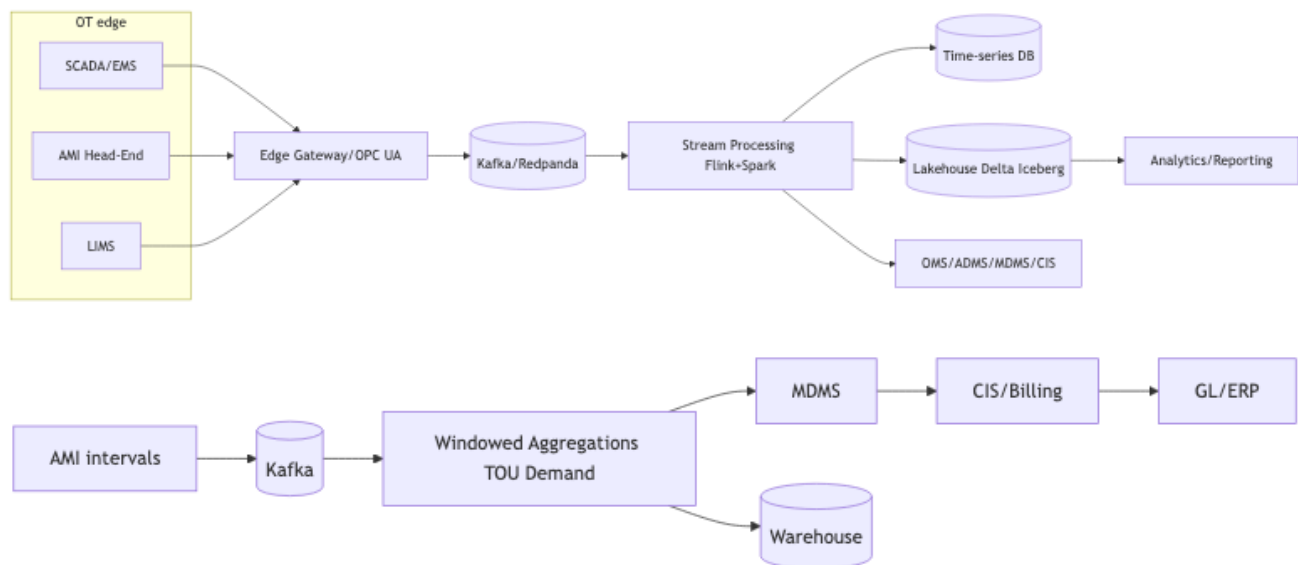 OT edge
SCADA/EMS
AMI Head-End
LIMS
Edge Gateway/OPC UA
Kafka/Redpanda
Stream Processing
Flink+Spark
Time-series DB
Lakehouse Delta Iceberg
Analytics/Reporting
OMS/ADMS/MDMS/CIS
AMI intervals
Kafka
Windowed Aggregations
TOU Demand
MDMS
CIS/Billing
GL/ERP
Warehouse